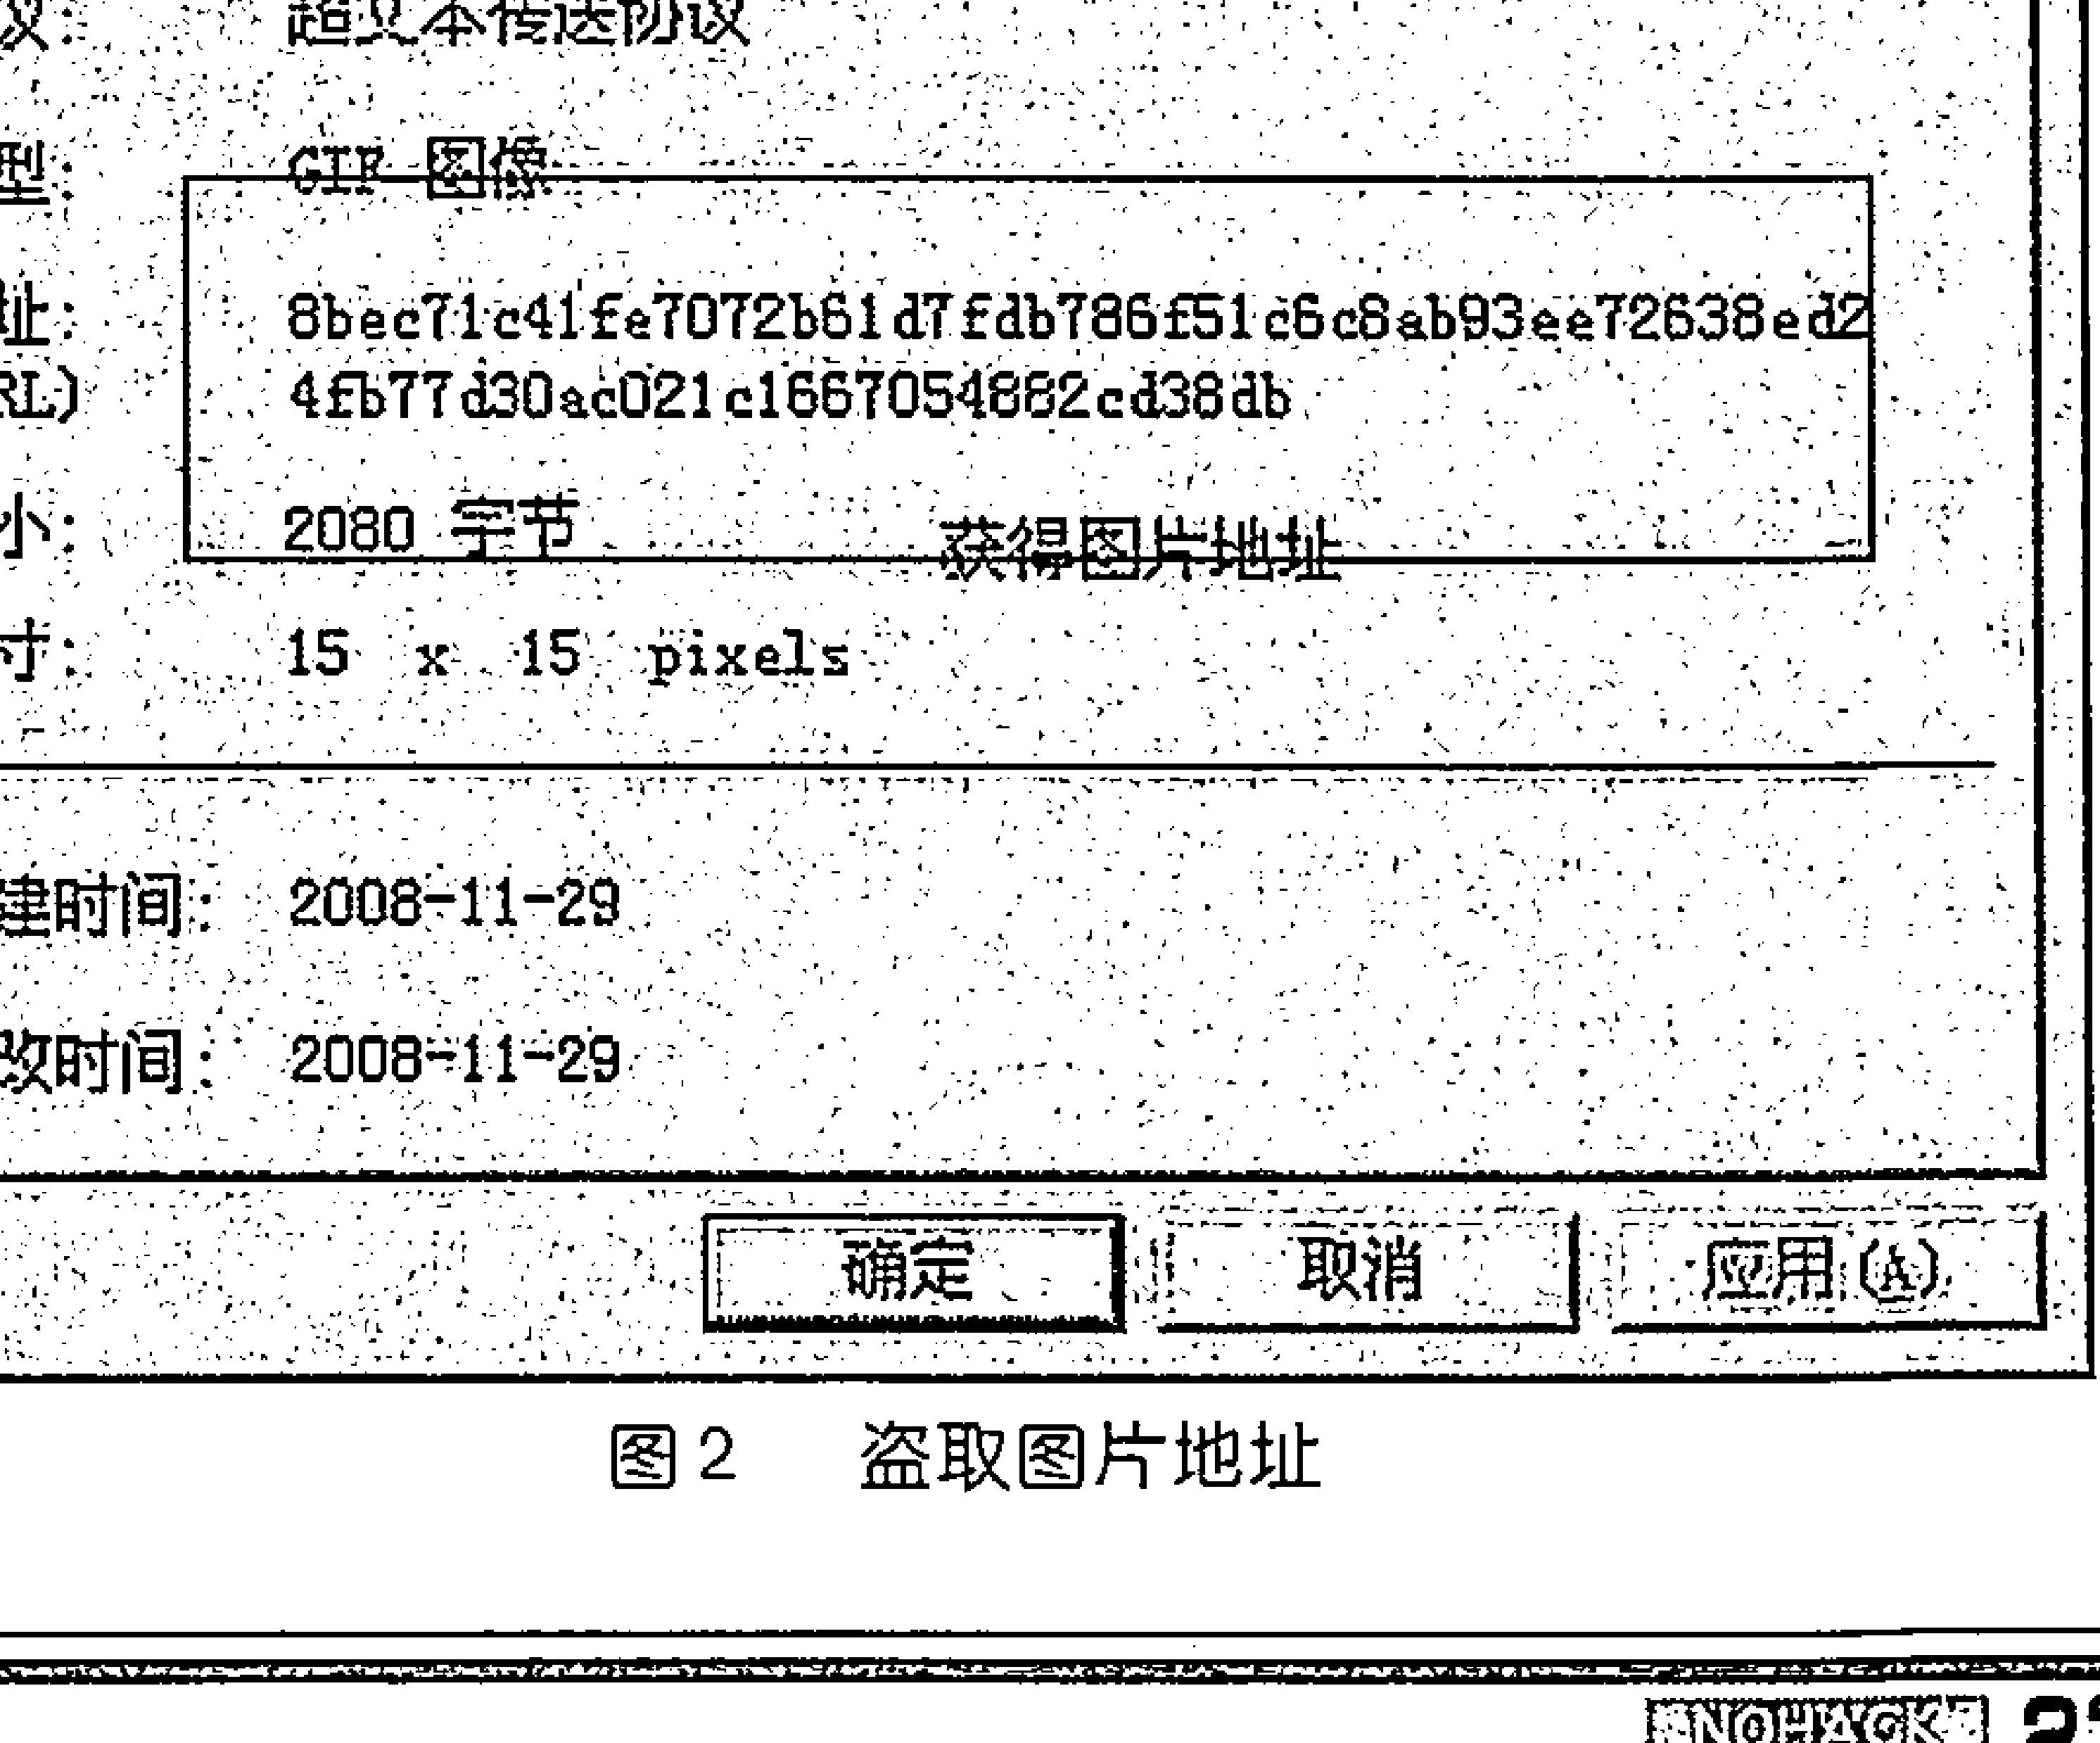 议: 超文本传送协议
型: GIF 图像
址: 8bec71c41fe7072b61d7fdb786f51c6c8ab93ee72638ed2
RL) 4fb77d30ac021c1667054882cd38db
小: 2080 字节
获得图片地址
寸: 15 x 15 pixels
建时间: 2008-11-29
改时间: 2008-11-29
确定 取消 应用(A)
图2 盗取图片地址
NOHACK